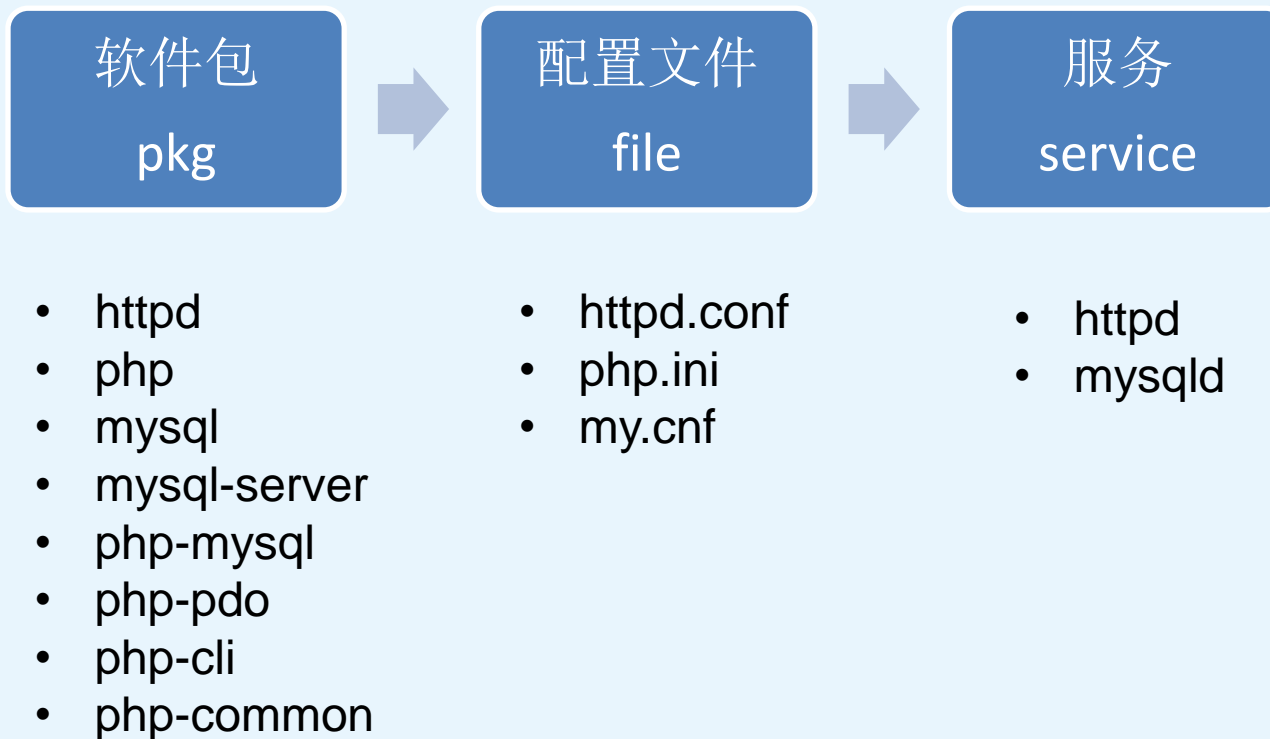 软件包
pkg
配置文件
file
服务
service
• httpd
• php
• mysql
• mysql-server
• php-mysql
• php-pdo
• php-cli
• php-common
• httpd.conf
• php.ini
• my.cnf
• httpd
• mysqld